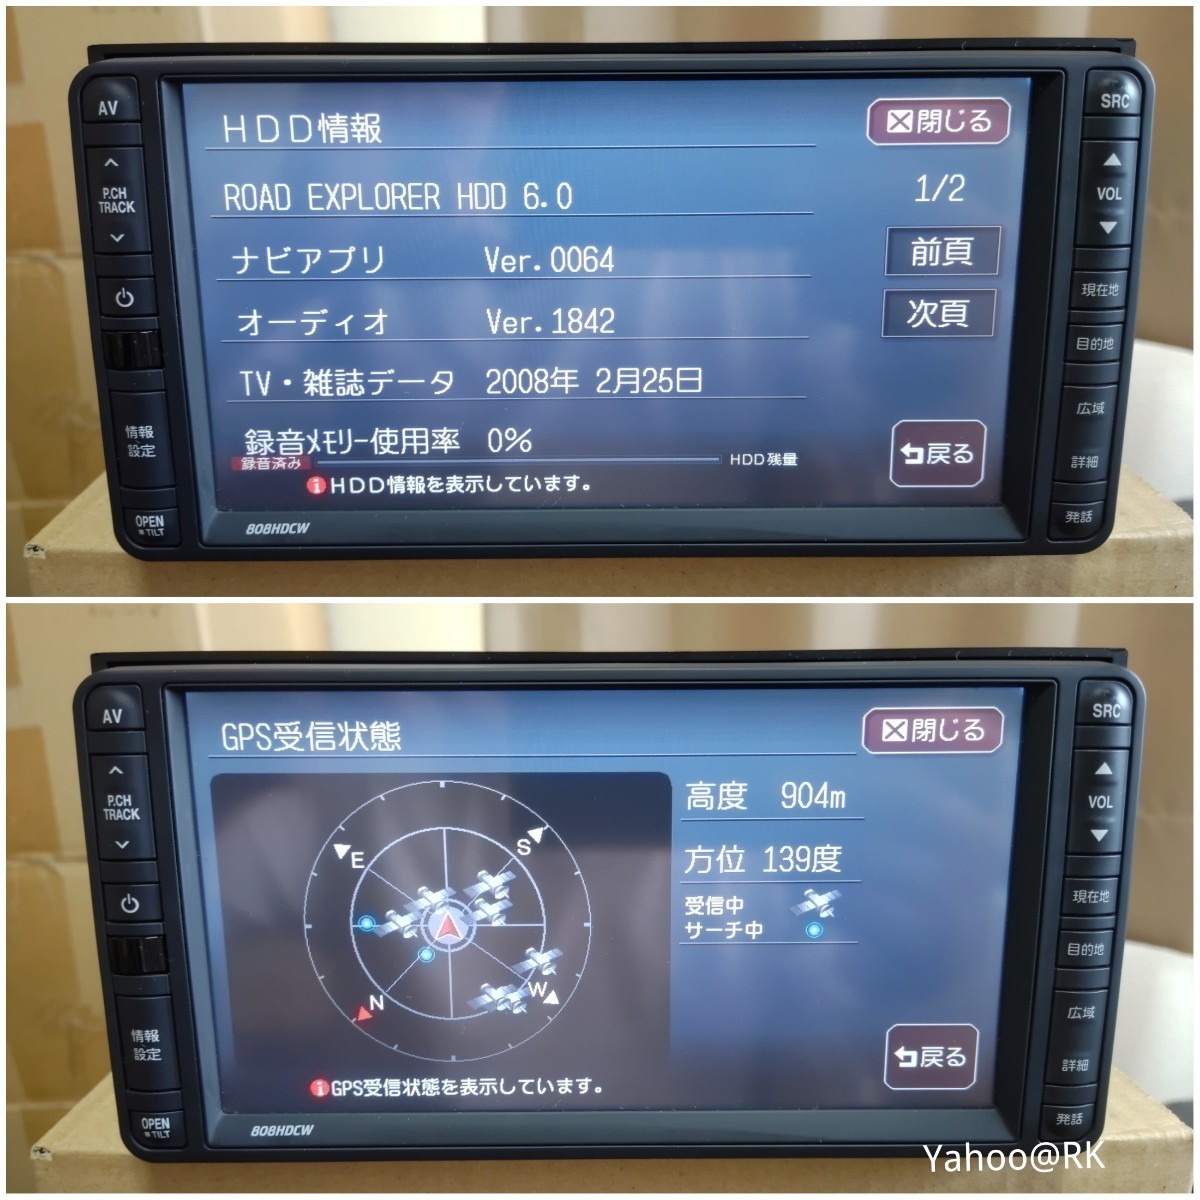 AV
P.CH
TRACK
情報
設定
OPEN
TILT
HDD情報
閉じる
ROAD EXPLORER HDD 6.0
1/2
ナビアプリ Ver.0064
前頁
オーディオ Ver.1842
次頁
TV・雑誌データ 2008年 2月25日
録音メモリー使用率 0%
録音済み
HDD残量
戻る
HDD情報を表示しています。
808HDCW
SRC
VOL
現在地
目的地
広域
詳細
発話
AV
P.CH
TRACK
情報
設定
OPEN
TILT
GPS受信状態
閉じる
E
S
N
W
高度 904m
方位 139度
受信中
サーチ中
戻る
GPS受信状態を表示しています。
808HDCW
SRC
VOL
現在地
目的地
広域
詳細
発話
Yahoo@RK